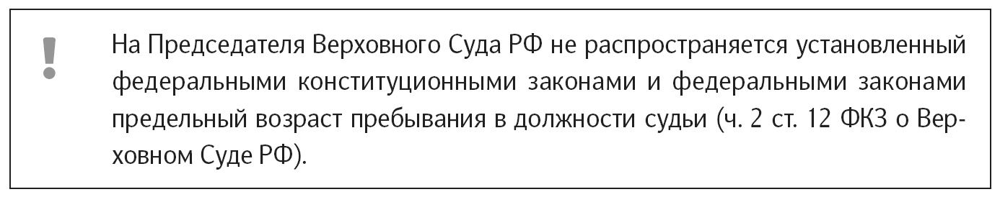 На Председателя Верховного Суда РФ не распространяется установленный
федеральными конституционными законами и федеральными законами
предельный возраст пребывания в должности судьи (ч. 2 ст. 12 ФКЗ о Вер-
ховном Суде РФ).